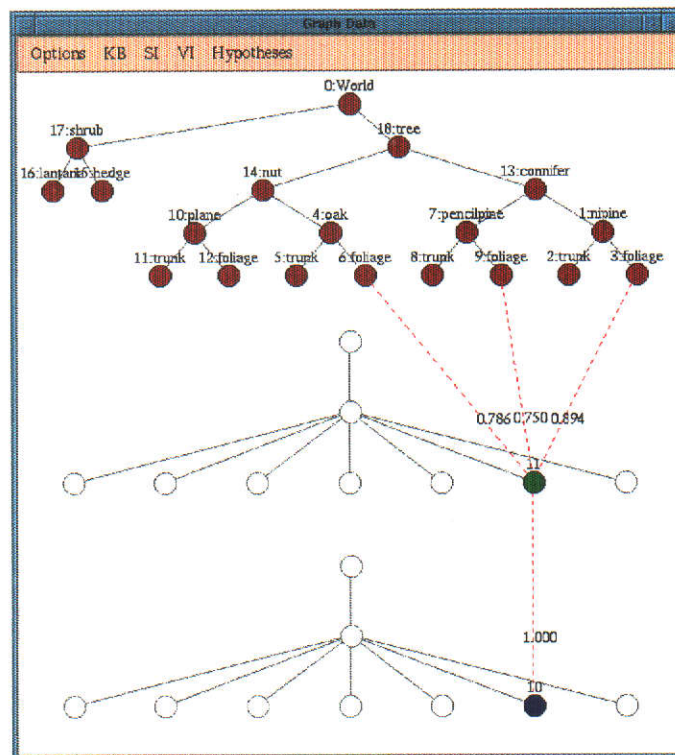 Graph Data
Options KB SI VI Hypotheses
0:World
17:shrub 18:tree
16:lantana 15:hedge 14:nut 13:connifer
10:plane 4:oak 7:pencilpine 1:nipine
11:trunk 12:foliage 5:trunk 6:foliage 8:trunk 9:foliage 2:trunk 3:foliage
0.786 0.750 0.894
11
1.000
10